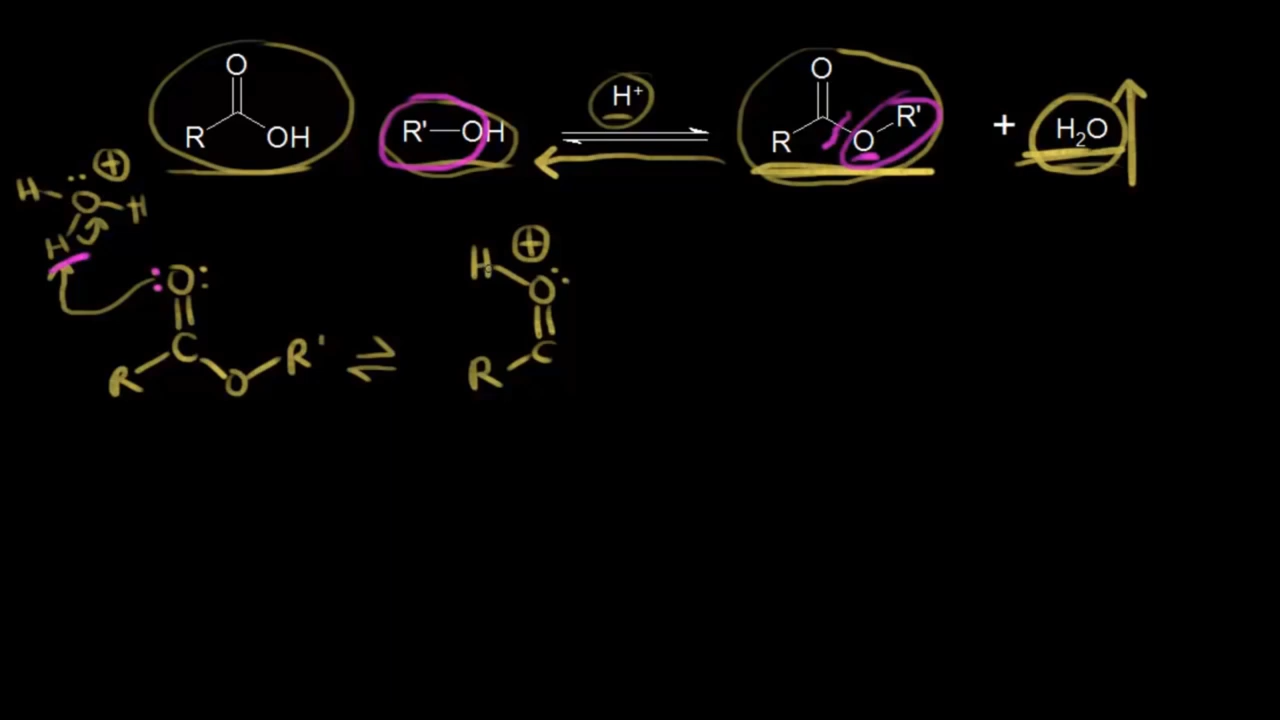 O O
R OH R'—OH H⁺ R O R' + H₂O
H O ⊕ H
H
O H ⊕
O
R C O R' ⇌ R C